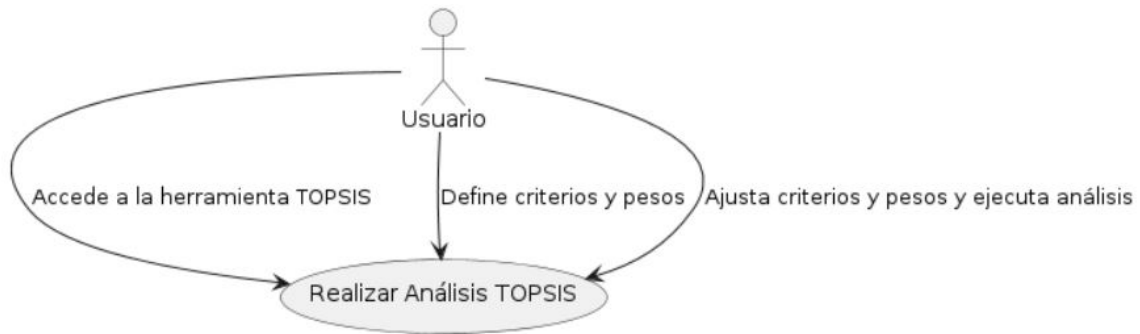 Usuario
Accede a la herramienta TOPSIS
Define criterios y pesos
Ajusta criterios y pesos y ejecuta análisis
Realizar Análisis TOPSIS